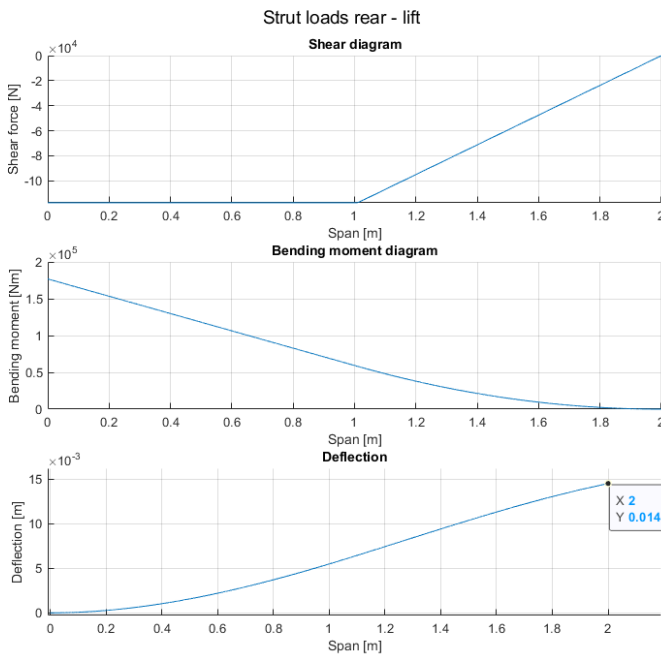 Strut loads rear - lift
Shear diagram
×10⁴
0
-2
-4
-6
-8
-10
Shear force [N]
0 0.2 0.4 0.6 0.8 1 1.2 1.4 1.6 1.8 2
Span [m]
Bending moment diagram
×10⁵
2
1.5
1
0.5
0
Bending moment [Nm]
0 0.2 0.4 0.6 0.8 1 1.2 1.4 1.6 1.8 2
Span [m]
Deflection
×10⁻³
15
10
5
0
Deflection [m]
X 2
Y 0.014
0 0.2 0.4 0.6 0.8 1 1.2 1.4 1.6 1.8 2
Span [m]